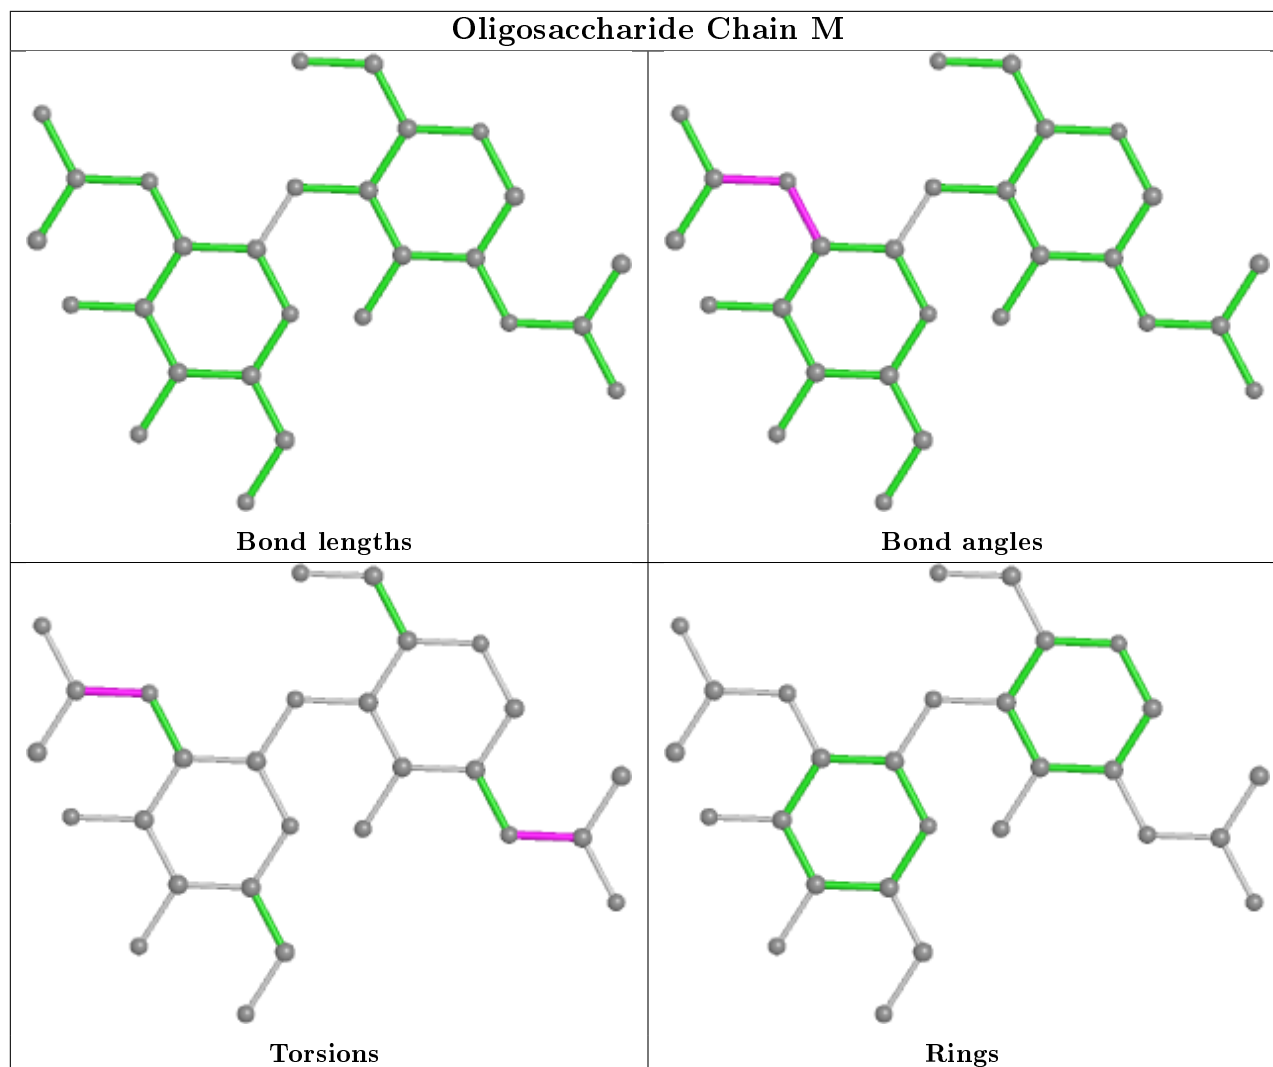 Oligosaccharide Chain M
Bond lengths
Bond angles
Torsions
Rings